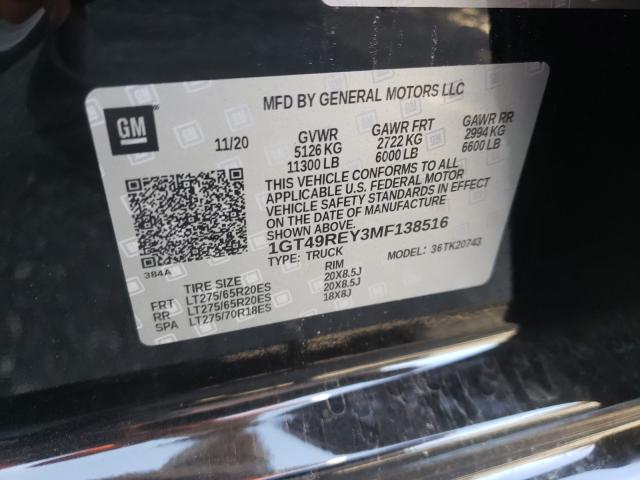 MFD BY GENERAL MOTORS LLC
GM
11/20 GVWR GAWR FRT GAWR RR
5126 KG 2722 KG 2994 KG
11300 LB 6000 LB 6600 LB
THIS VEHICLE CONFORMS TO ALL
APPLICABLE U.S. FEDERAL MOTOR
VEHICLE SAFETY STANDARDS IN EFFECT
ON THE DATE OF MANUFACTURE
SHOWN ABOVE.
1GT49REY3MF138516
TYPE: TRUCK 36TK20743
384A
TIRE SIZE RIM
FRT LT275/65R20ES 20X8.5J
RR LT275/65R20ES 20X8.5J
SPA LT275/70R18ES 18X8J